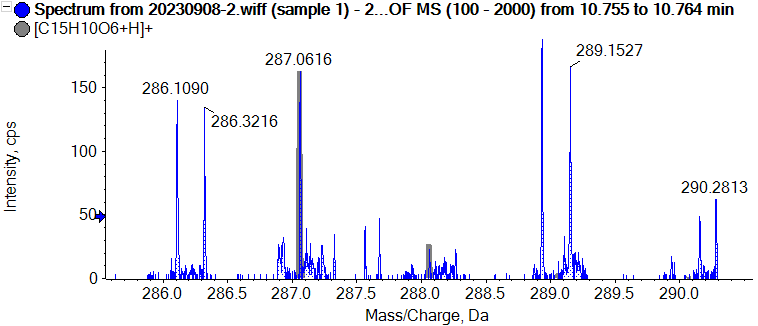 Spectrum from 20230908-2.wiff (sample 1) - 2...OF MS (100 - 2000) from 10.755 to 10.764 min
[C15H10O6+H]+
287.0616
289.1527
286.1090
286.3216
290.2813
150
100
50
0
Intensity, cps
286.0 286.5 287.0 287.5 288.0 288.5 289.0 289.5 290.0
Mass/Charge, Da